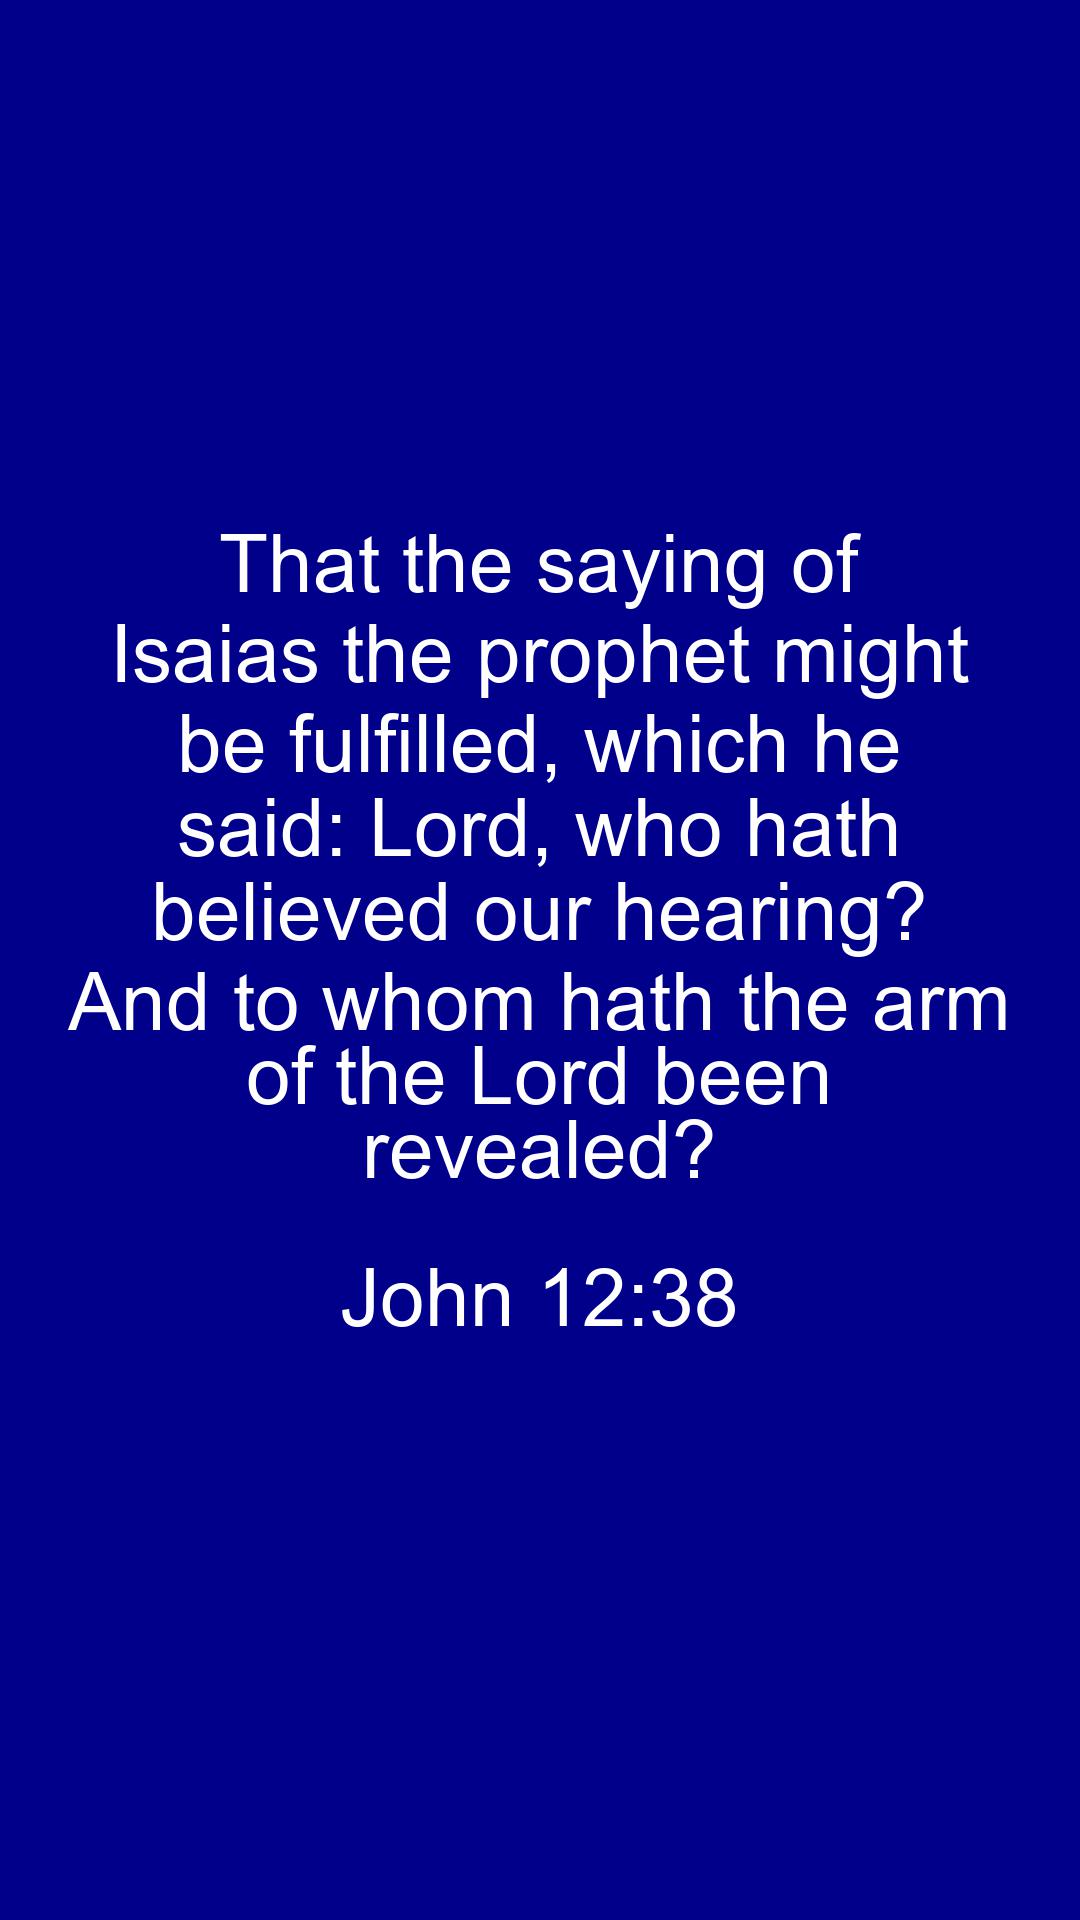 That the saying of
Isaias the prophet might
be fulfilled, which he
said: Lord, who hath
believed our hearing?
And to whom hath the arm
of the Lord been
revealed?
John 12:38